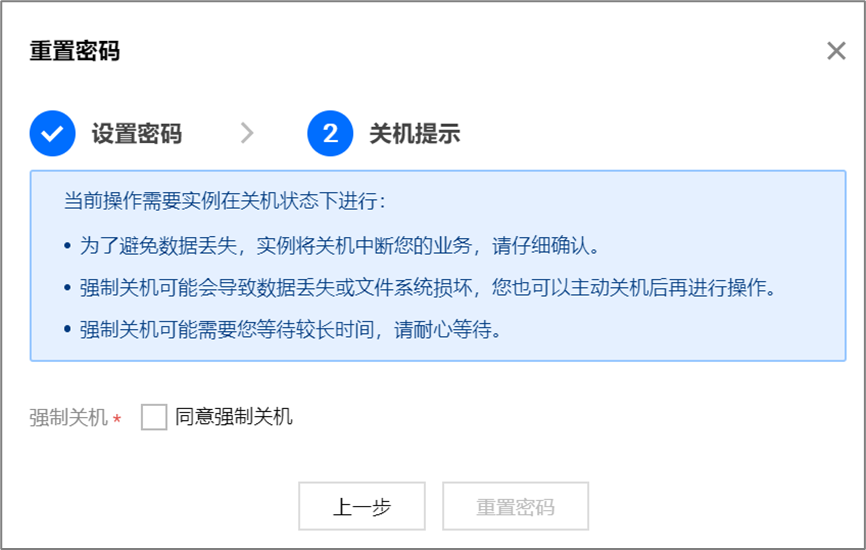 重置密码
设置密码
2 关机提示
当前操作需要实例在关机状态下进行：
• 为了避免数据丢失，实例将关机中断您的业务，请仔细确认。
• 强制关机可能会导致数据丢失或文件系统损坏，您也可以主动关机后再进行操作。
• 强制关机可能需要您等待较长时间，请耐心等待。
强制关机 * 同意强制关机
上一步 重置密码